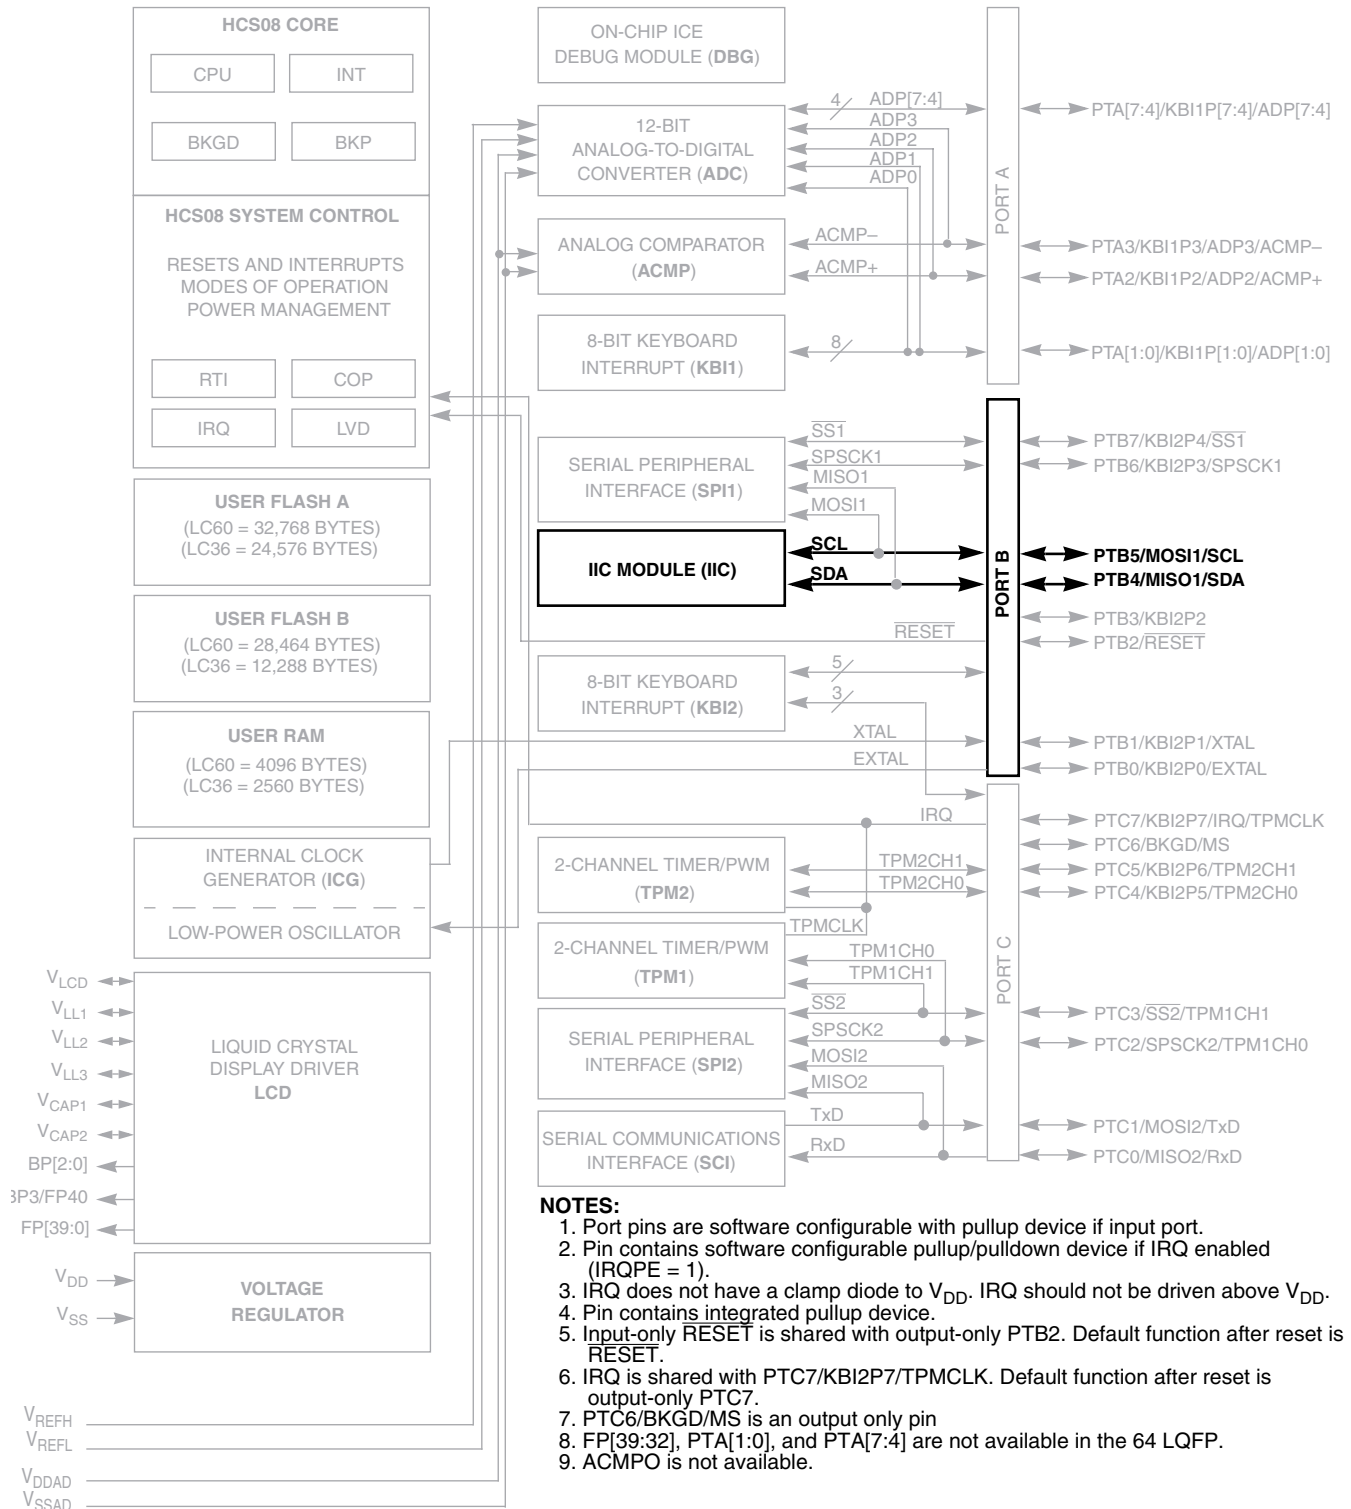 HCS08 CORE
CPU
INT
BKGD
BKP
HCS08 SYSTEM CONTROL
RESETS AND INTERRUPTS
MODES OF OPERATION
POWER MANAGEMENT
RTI
COP
IRQ
LVD
USER FLASH A
(LC60 = 32,768 BYTES)
(LC36 = 24,576 BYTES)
USER FLASH B
(LC60 = 28,464 BYTES)
(LC36 = 12,288 BYTES)
USER RAM
(LC60 = 4096 BYTES)
(LC36 = 2560 BYTES)
INTERNAL CLOCK
GENERATOR (ICG)
LOW-POWER OSCILLATOR
VLCD
VLL1
VLL2
VLL3
VCAP1
VCAP2
BP[2:0]
BP3/FP40
FP[39:0]
LIQUID CRYSTAL
DISPLAY DRIVER
LCD
VDD
VSS
VOLTAGE
REGULATOR
VREFH
VREFL
VDDAD
VSSAD
ON-CHIP ICE
DEBUG MODULE (DBG)
12-BIT
ANALOG-TO-DIGITAL
CONVERTER (ADC)
4
ADP[7:4]
ADP3
ADP2
ADP1
ADP0
ANALOG COMPARATOR
(ACMP)
ACMP–
ACMP+
8-BIT KEYBOARD
INTERRUPT (KBI1)
8
PORT A
PTA[7:4]/KBI1P[7:4]/ADP[7:4]
PTA3/KBI1P3/ADP3/ACMP–
PTA2/KBI1P2/ADP2/ACMP+
PTA[1:0]/KBI1P[1:0]/ADP[1:0]
SERIAL PERIPHERAL
INTERFACE (SPI1)
SS1
SPSCK1
MISO1
MOSI1
IIC MODULE (IIC)
SCL
SDA
RESET
8-BIT KEYBOARD
INTERRUPT (KBI2)
5
3
XTAL
EXTAL
PORT B
PTB7/KBI2P4/SS1
PTB6/KBI2P3/SPSCK1
PTB5/MOSI1/SCL
PTB4/MISO1/SDA
PTB3/KBI2P2
PTB2/RESET
PTB1/KBI2P1/XTAL
PTB0/KBI2P0/EXTAL
IRQ
2-CHANNEL TIMER/PWM
(TPM2)
TPM2CH1
TPM2CH0
TPMCLK
2-CHANNEL TIMER/PWM
(TPM1)
TPM1CH0
TPM1CH1
SERIAL PERIPHERAL
INTERFACE (SPI2)
SS2
SPSCK2
MOSI2
MISO2
SERIAL COMMUNICATIONS
INTERFACE (SCI)
TxD
RxD
PORT C
PTC7/KBI2P7/IRQ/TPMCLK
PTC6/BKGD/MS
PTC5/KBI2P6/TPM2CH1
PTC4/KBI2P5/TPM2CH0
PTC3/SS2/TPM1CH1
PTC2/SPSCK2/TPM1CH0
PTC1/MOSI2/TxD
PTC0/MISO2/RxD
NOTES:
1. Port pins are software configurable with pullup device if input port.
2. Pin contains software configurable pullup/pulldown device if IRQ enabled
(IRQPE = 1).
3. IRQ does not have a clamp diode to VDD. IRQ should not be driven above VDD.
4. Pin contains integrated pullup device.
5. Input-only RESET is shared with output-only PTB2. Default function after reset is
RESET.
6. IRQ is shared with PTC7/KBI2P7/TPMCLK. Default function after reset is
output-only PTC7.
7. PTC6/BKGD/MS is an output only pin
8. FP[39:32], PTA[1:0], and PTA[7:4] are not available in the 64 LQFP.
9. ACMPO is not available.